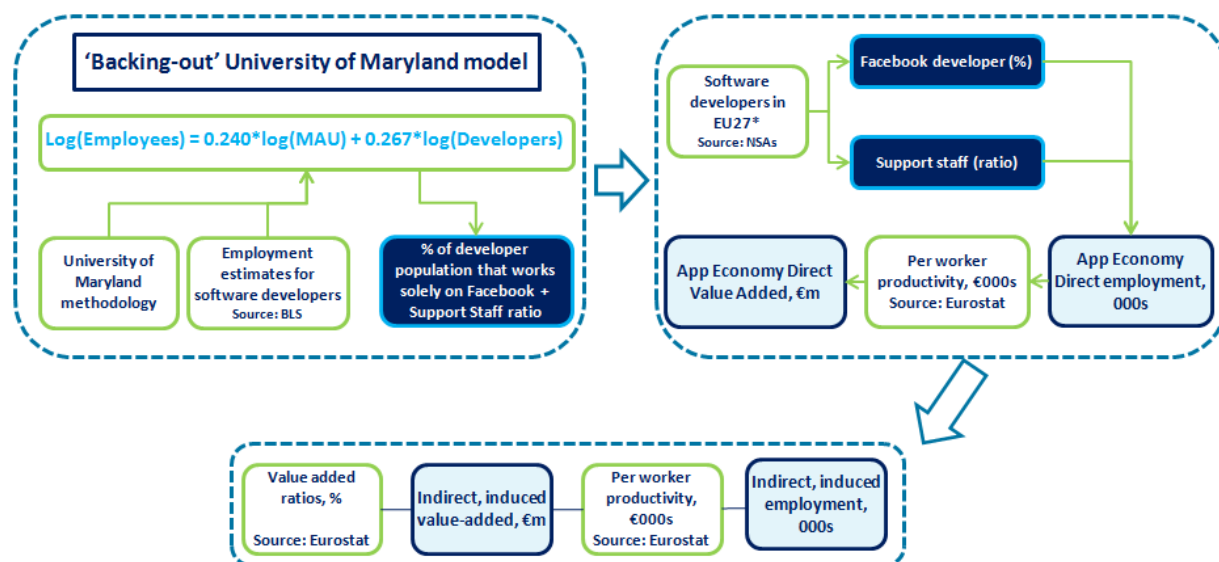 ‘Backing-out’ University of Maryland model
Log(Employees) = 0.240*log(MAU) + 0.267*log(Developers)
University of
Maryland
methodology
Employment
estimates for
software developers
Source: BLS
% of developer
population that works
solely on Facebook +
Support Staff ratio
Software
developers in
EU27*
Source: NSAs
Facebook developer (%)
Support staff (ratio)
App Economy Direct
Value Added, €m
Per worker
productivity, €000s
Source: Eurostat
App Economy
Direct employment,
000s
Value added
ratios, %
Source: Eurostat
Indirect, induced
value-added, €m
Per worker
productivity,
€000s
Source: Eurostat
Indirect, induced
employment,
000s